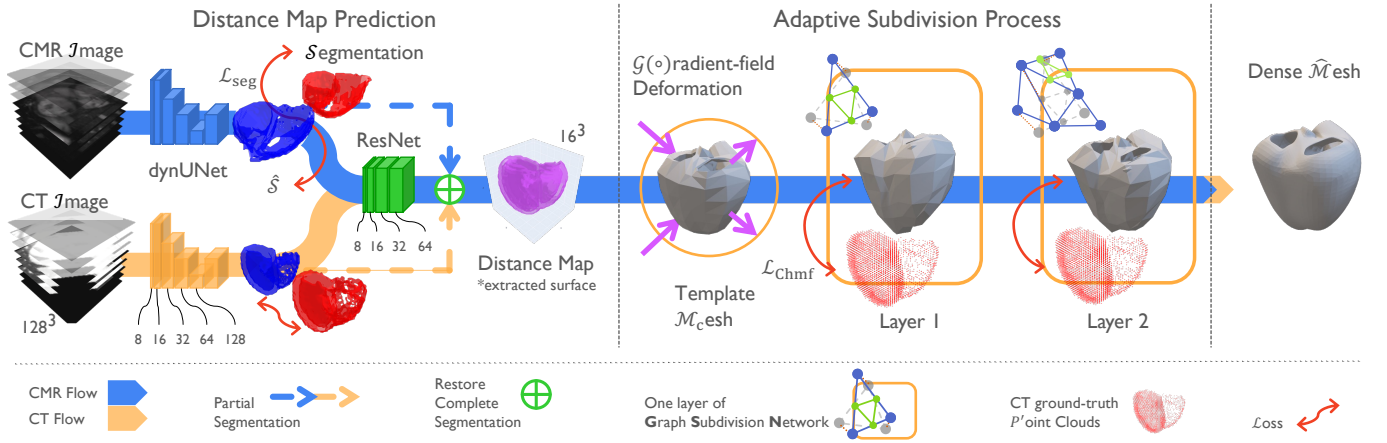 Distance Map Prediction
Adaptive Subdivision Process
CMR ℐmage
𝒮egmentation
ℒseg
dynUNet
Ŝ
ResNet
16³
8 16 32 64
CT ℐmage
128³
8 16 32 64 128
Distance Map
*extracted surface
𝒢(∘)radient-field
Deformation
Template
ℳcesh
ℒChmf
Layer 1
Layer 2
Dense ℳ̂esh
CMR Flow
CT Flow
Partial
Segmentation
Restore
Complete
Segmentation
One layer of
Graph Subdivision Network
CT ground-truth
P'oint Clouds
ℒoss